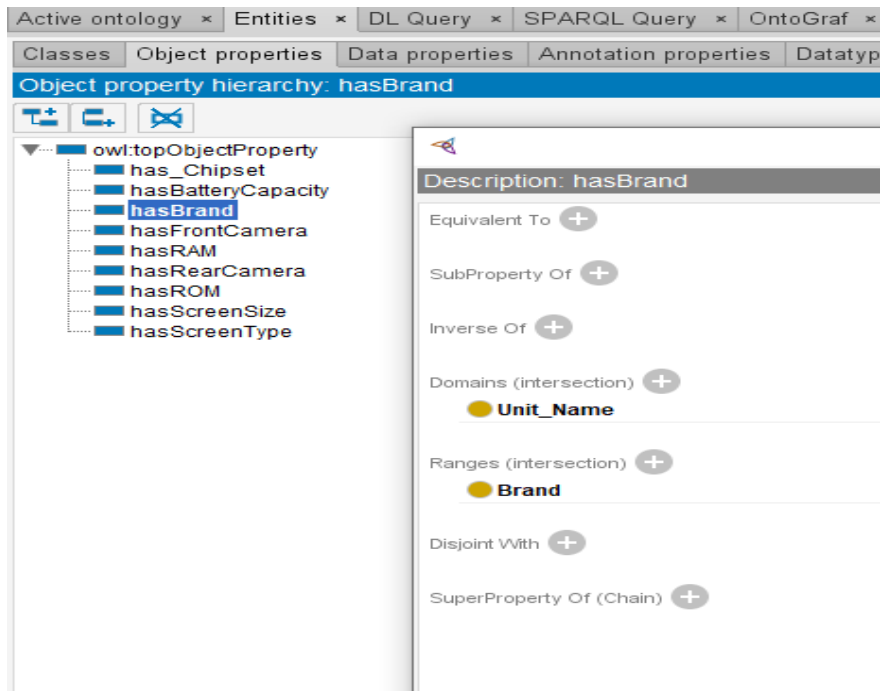 Active ontology × Entities × DL Query × SPARQL Query × OntoGraf ×
Classes Object properties Data properties Annotation properties Datatyp
Object property hierarchy: hasBrand
owl:topObjectProperty
has_Chipset
hasBatteryCapacity
hasBrand
hasFrontCamera
hasRAM
hasRearCamera
hasROM
hasScreenSize
hasScreenType
Description: hasBrand
Equivalent To
SubProperty Of
Inverse Of
Domains (intersection)
Unit_Name
Ranges (intersection)
Brand
Disjoint With
SuperProperty Of (Chain)